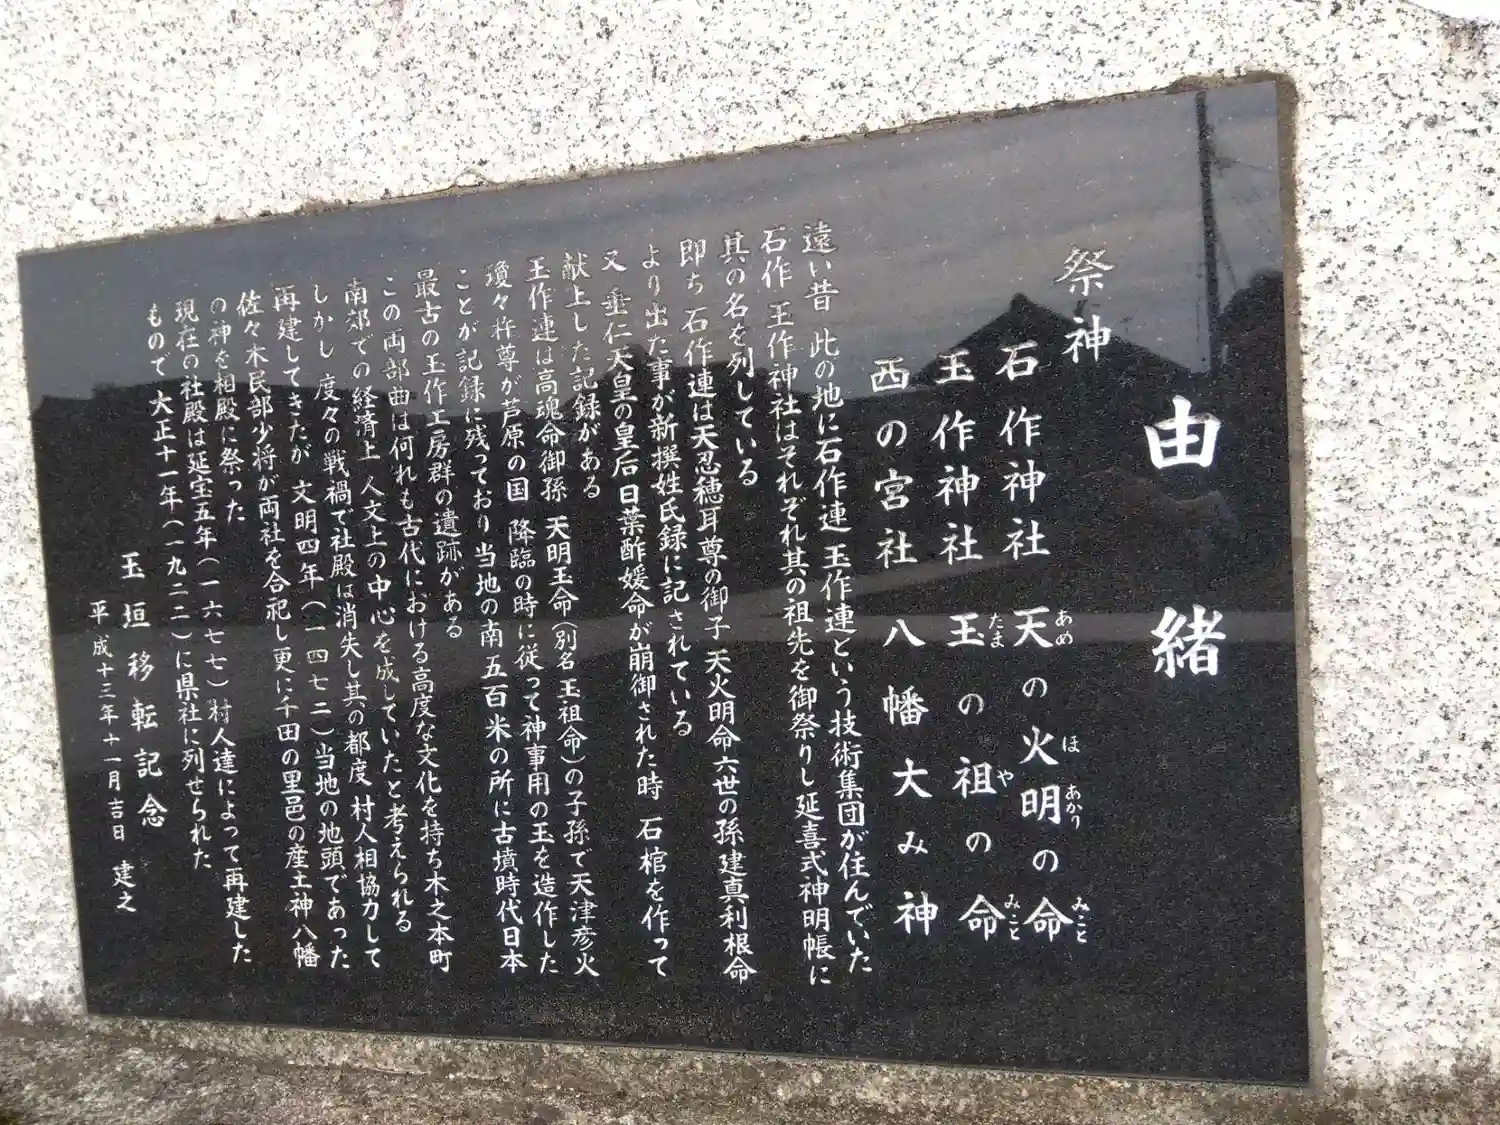 由緒
祭神
石作神社 天の火明の命
あめ ほ あかり みこと
玉作神社 玉の祖の命
たま や みこと
西の宮社 八幡大み神
遠い昔 此の地に石作連 玉作連という技術集団が住んでいた
石作 玉作神社はそれぞれ其の祖先を御祭りし延喜式神明帳に
其の名を列している
即ち 石作連は天忍穂耳尊の御子 天火明命六世の孫建真利根命
より出た事が新撰姓氏録に記されている
又 垂仁天皇の皇后日葉酢媛命が崩御された時 石棺を作って
献上した記録がある
玉作連は高魂命御孫 天明玉命(別名玉祖命)の子孫で天津彦火
瓊々杵尊が芦原の国 降臨の時に従って神事用の玉を造作した
ことが記録に残っており当地の南五百米の所に古墳時代日本
最古の玉作工房群の遺跡がある
この両部曲は何れも古代における高度な文化を持ち木之本町
南郊での経済上 人文上の中心を成していたと考えられる
しかし 度々の戦禍で社殿は消失し其の都度 村人相協力して
再建してきたが 文明四年(一四七二)当地の地頭であった
佐々木民部少将が両社を合祀し更に千田の里邑の産土神八幡
の神を相殿に祭った
現在の社殿は延宝五年(一六七七)村人達によって再建した
もので大正十一年(一九二二)に県社に列せられた
玉垣移転記念
平成十三年十一月吉日 建之